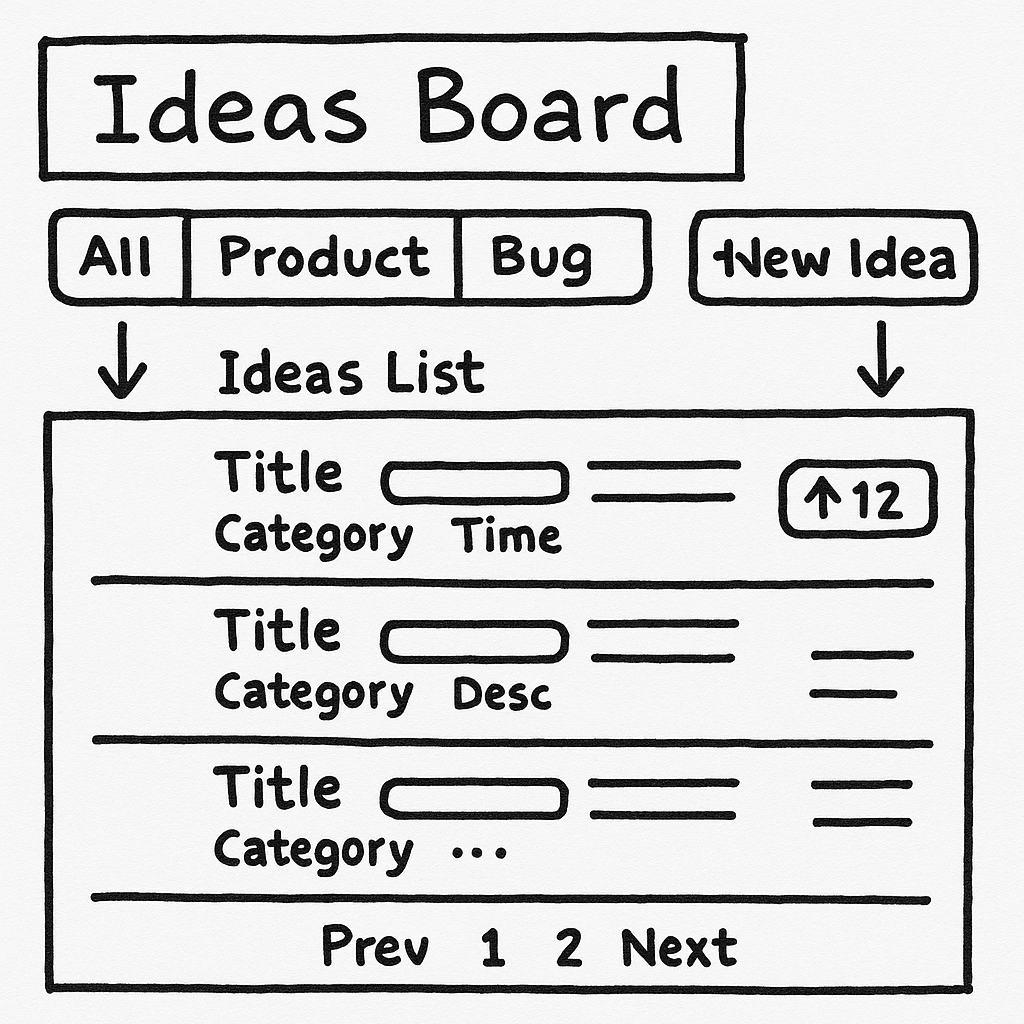 Ideas Board
All Product Bug
+New Idea
Ideas List
Title
Category Time
↑12
Title
Category Desc
Title
Category ...
Prev 1 2 Next